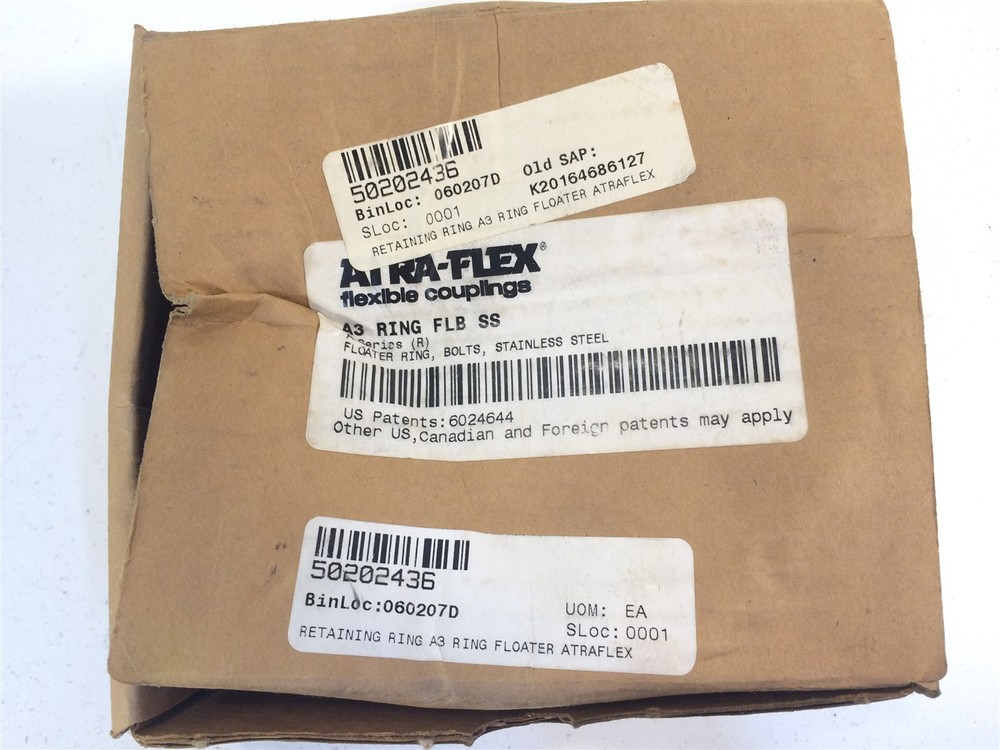 50202436
BinLoc: 060207D Old SAP:
SLoc: 0001 K20164686127
RETAINING RING A3 RING FLOATER ATRAFLEX
ATRA-FLEX®
flexible couplings
A3 RING FLB SS
A Series (R)
FLOATER RING, BOLTS, STAINLESS STEEL
US Patents:6024644
Other US,Canadian and Foreign patents may apply
50202436
BinLoc:060207D UOM: EA
SLoc:0001
RETAINING RING A3 RING FLOATER ATRAFLEX